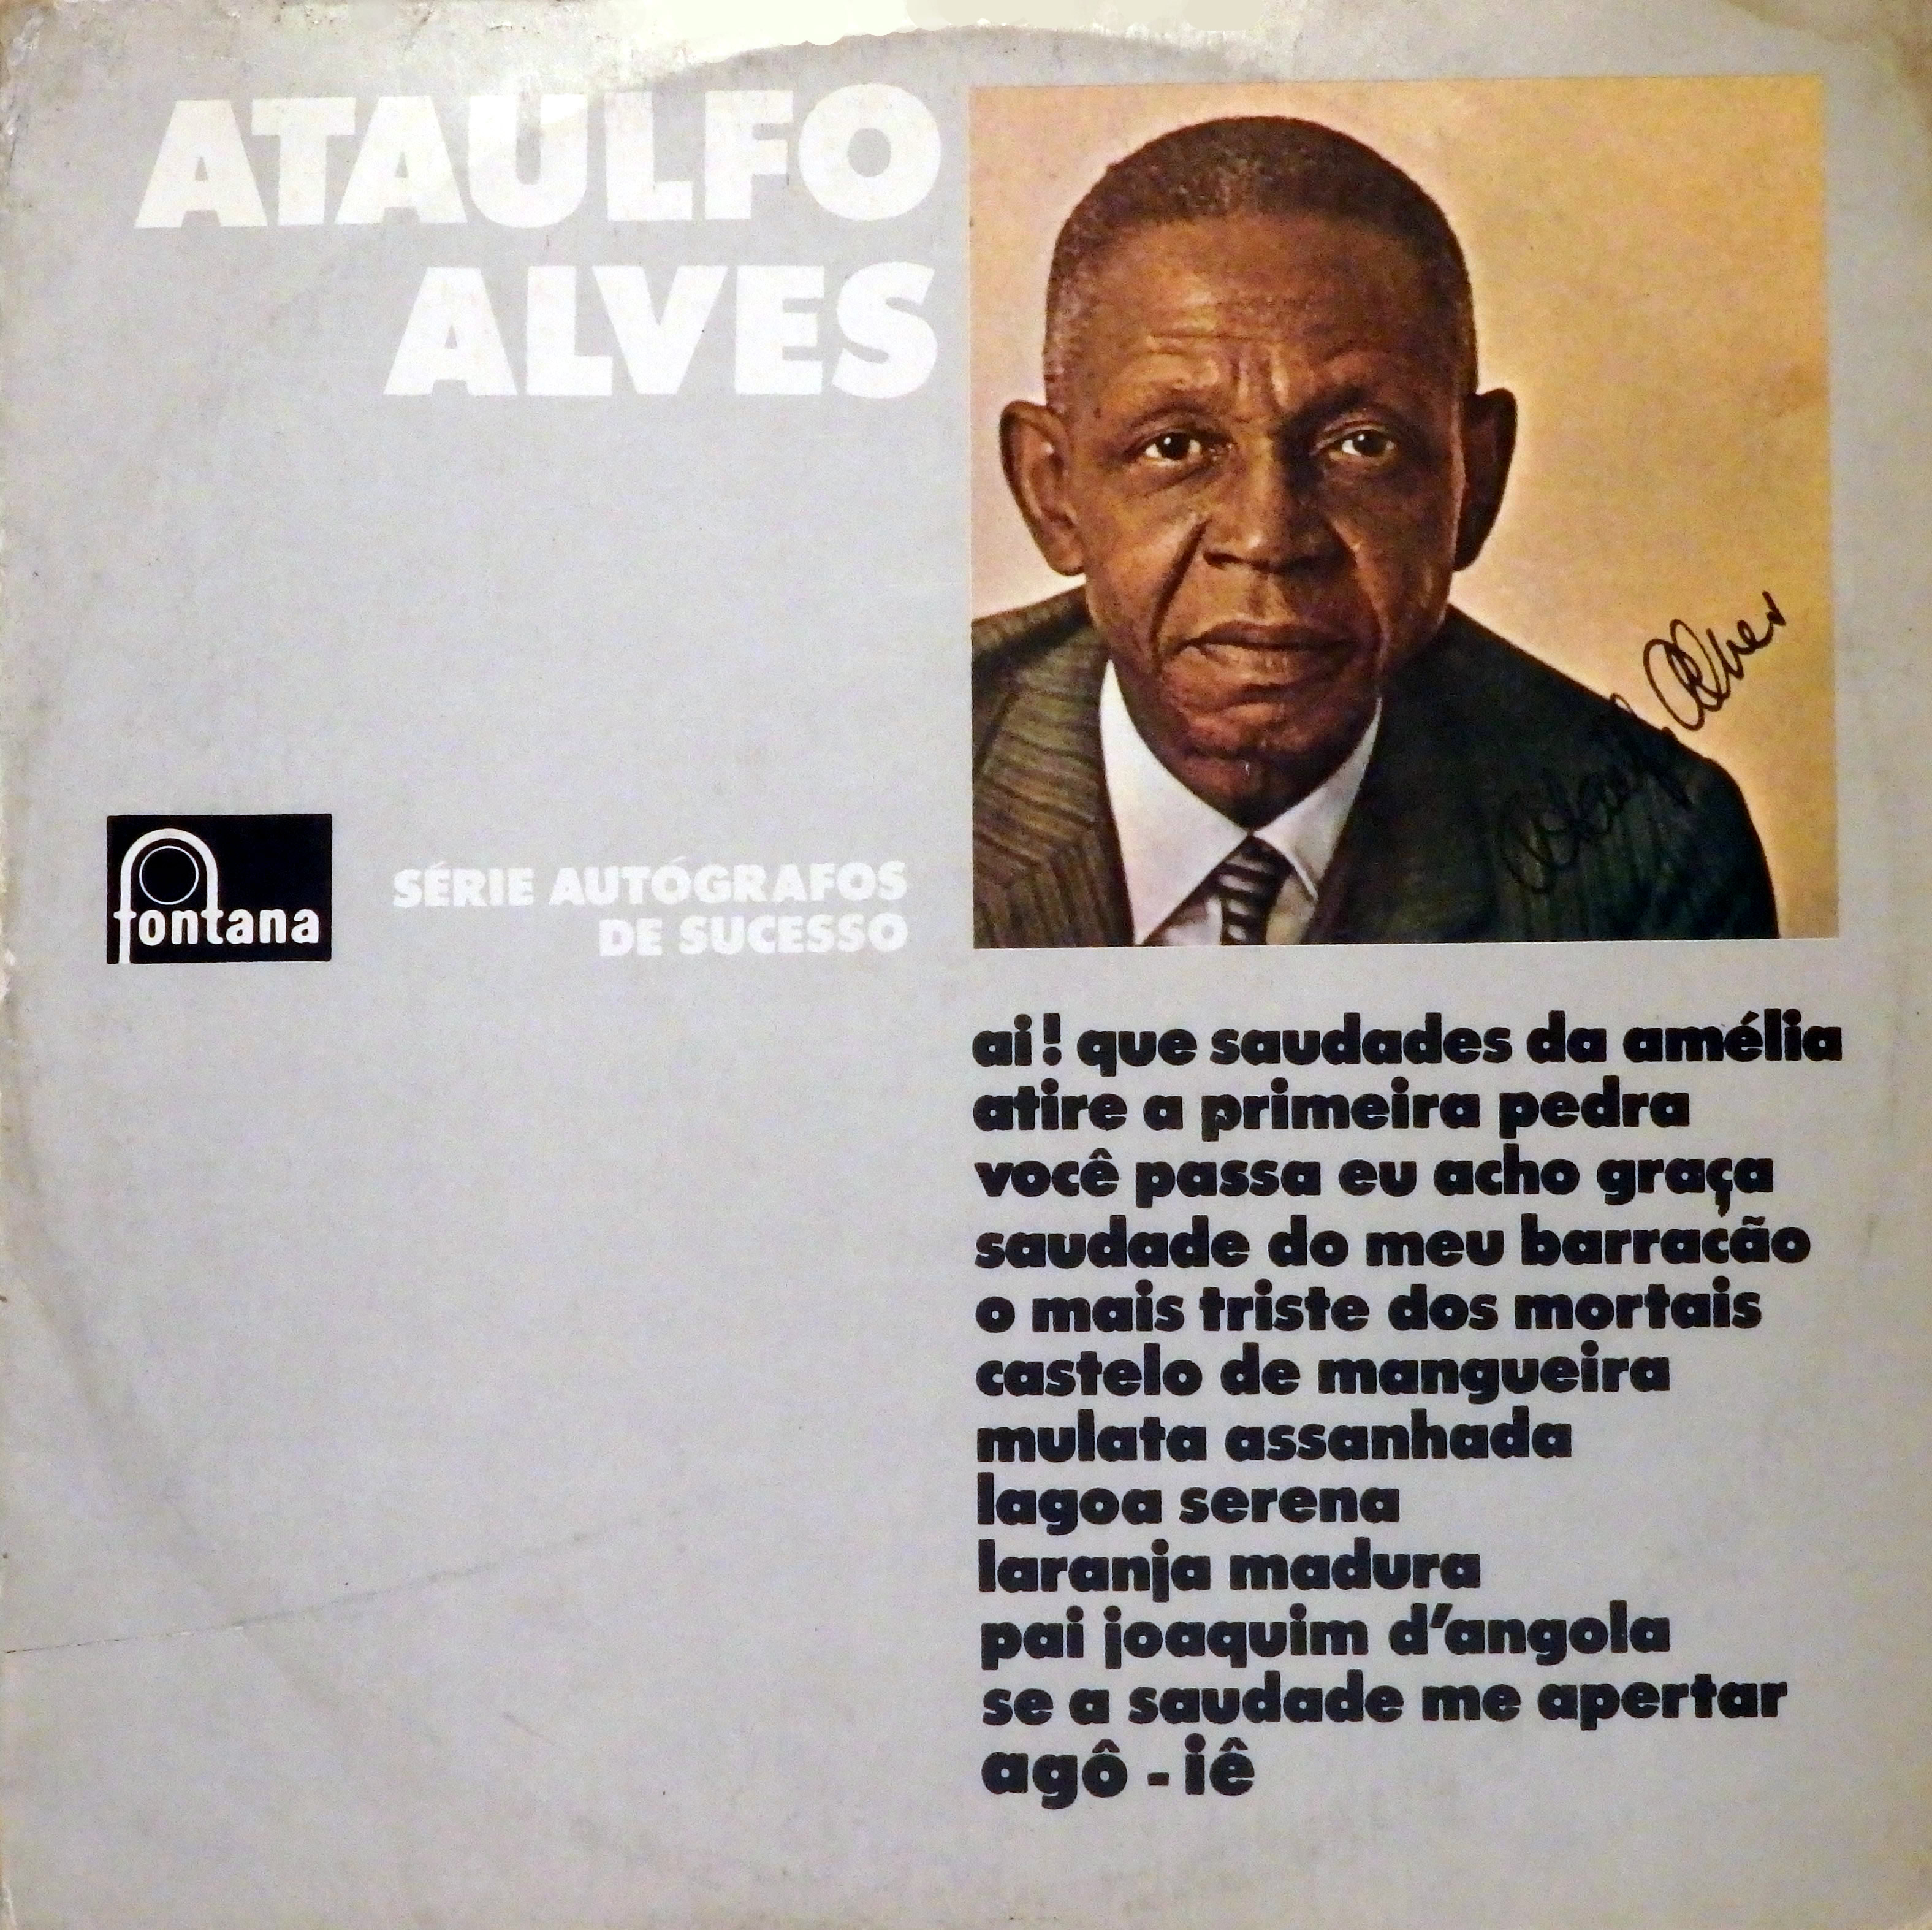 ATAULFO
ALVES
Ataulfo Alves
fontana
SÉRIE AUTÓGRAFOS
DE SUCESSO
ai! que saudades da amélia
atire a primeira pedra
você passa eu acho graça
saudade do meu barracão
o mais triste dos mortais
castelo de mangueira
mulata assanhada
lagoa serena
laranja madura
pai joaquim d'angola
se a saudade me apertar
agô - iê